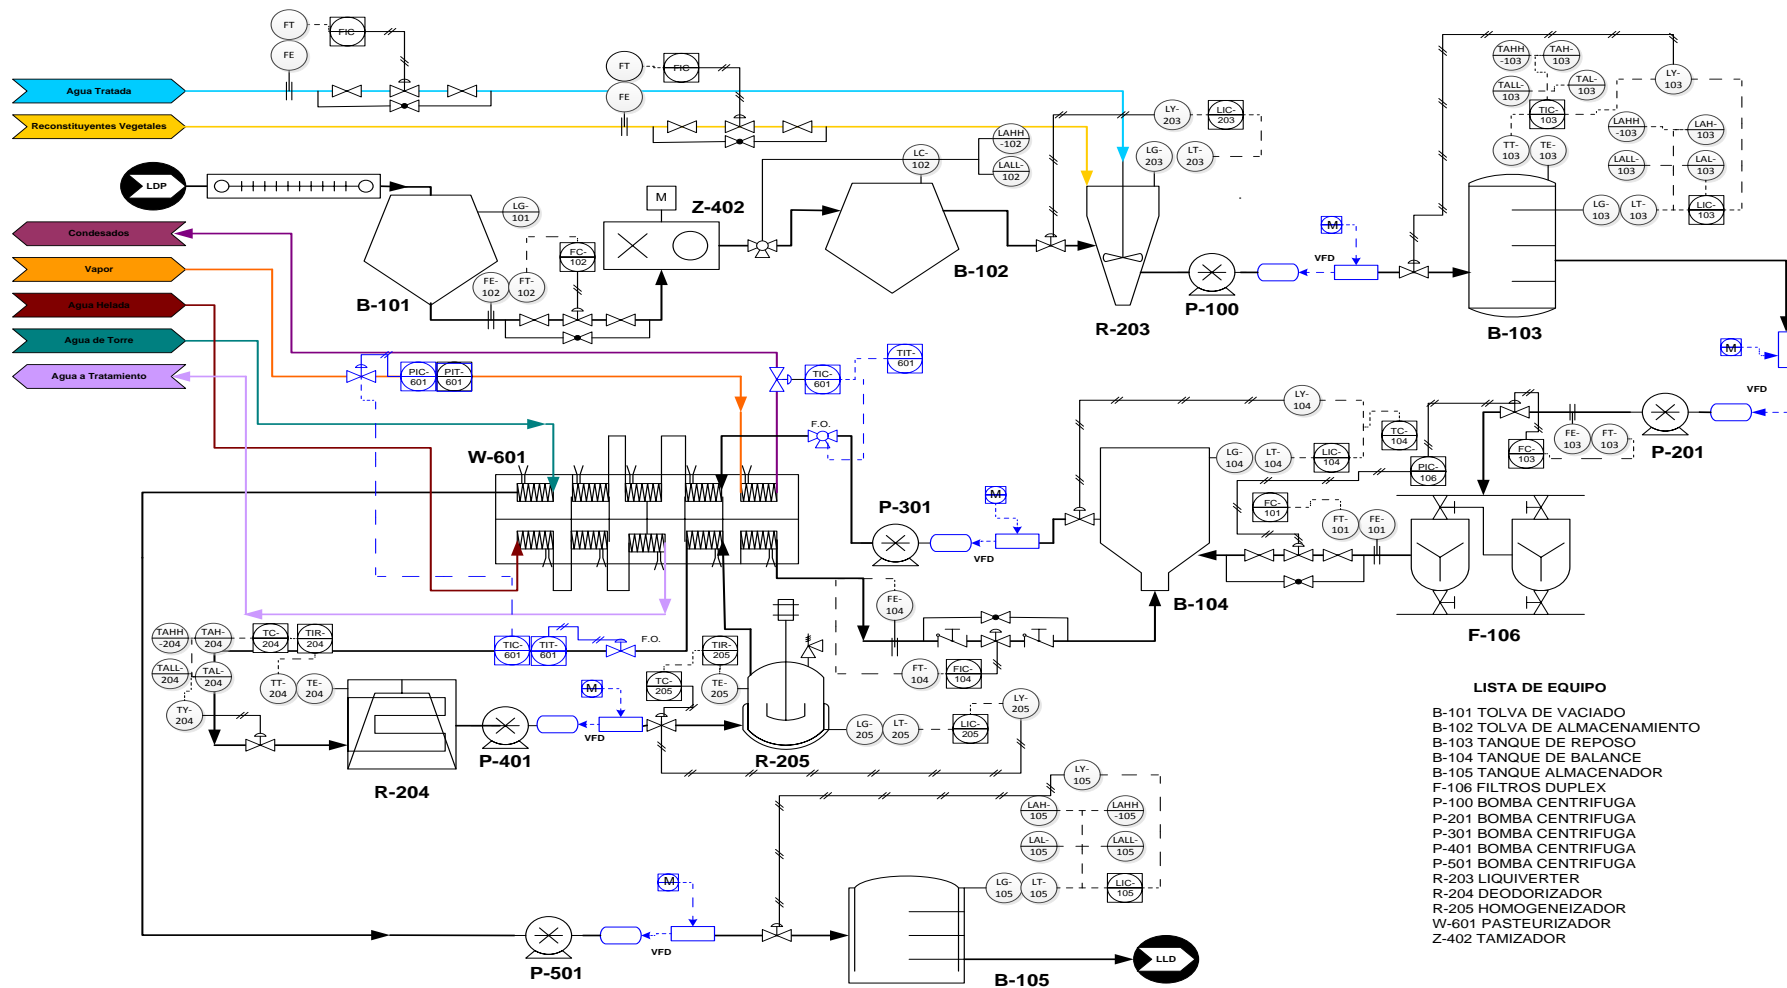 FT
FIC
FE
FT
FIC
FE
Agua Tratada
Reconstituyentes Vegetales
LDP
Condesados
Vapor
Agua Helada
Agua de Torre
Agua a Tratamiento
LG-
101
B-101
FE-
102
FT-
102
FC-
102
M
Z-402
LC-
102
LAHH
-102
LALL-
102
B-102
LY-
203
LIC-
203
LG-
203
LT-
203
R-203
P-100
M
VFD
TAHH
-103
TAH-
103
TALL-
103
TAL-
103
LY-
103
TIC-
103
LAHH
-103
LAH-
103
TT-
103
TE-
103
LALL-
103
LAL-
103
LG-
103
LT-
103
LIC-
103
B-103
M
VFD
PIC-
601
PIT-
601
TIC-
601
TIT-
601
F.O.
W-601
P-301
M
VFD
LY-
104
TC-
104
LG-
104
LT-
104
LIC-
104
PIC-
106
FC-
103
FE-
103
FT-
103
P-201
FC-
101
FT-
101
FE-
101
B-104
F-106
FE-
104
FT-
104
FIC-
104
TAHH
-204
TAH-
204
TC-
204
TIR-
204
TALL-
204
TAL-
204
TT-
204
TE-
204
TY-
204
R-204
TIC-
601
TIT-
601
F.O.
P-401
M
VFD
TIR-
205
TC-
205
TE-
205
LG-
205
LT-
205
LIC-
205
LY-
205
R-205
P-501
M
VFD
LY-
105
LAH-
105
LAHH
-105
LAL-
105
LALL-
105
LG-
105
LT-
105
LIC-
105
B-105
LLD
LISTA DE EQUIPO
B-101 TOLVA DE VACIADO
B-102 TOLVA DE ALMACENAMIENTO
B-103 TANQUE DE REPOSO
B-104 TANQUE DE BALANCE
B-105 TANQUE ALMACENADOR
F-106 FILTROS DUPLEX
P-100 BOMBA CENTRIFUGA
P-201 BOMBA CENTRIFUGA
P-301 BOMBA CENTRIFUGA
P-401 BOMBA CENTRIFUGA
P-501 BOMBA CENTRIFUGA
R-203 LIQUIVERTER
R-204 DEODORIZADOR
R-205 HOMOGENEIZADOR
W-601 PASTEURIZADOR
Z-402 TAMIZADOR